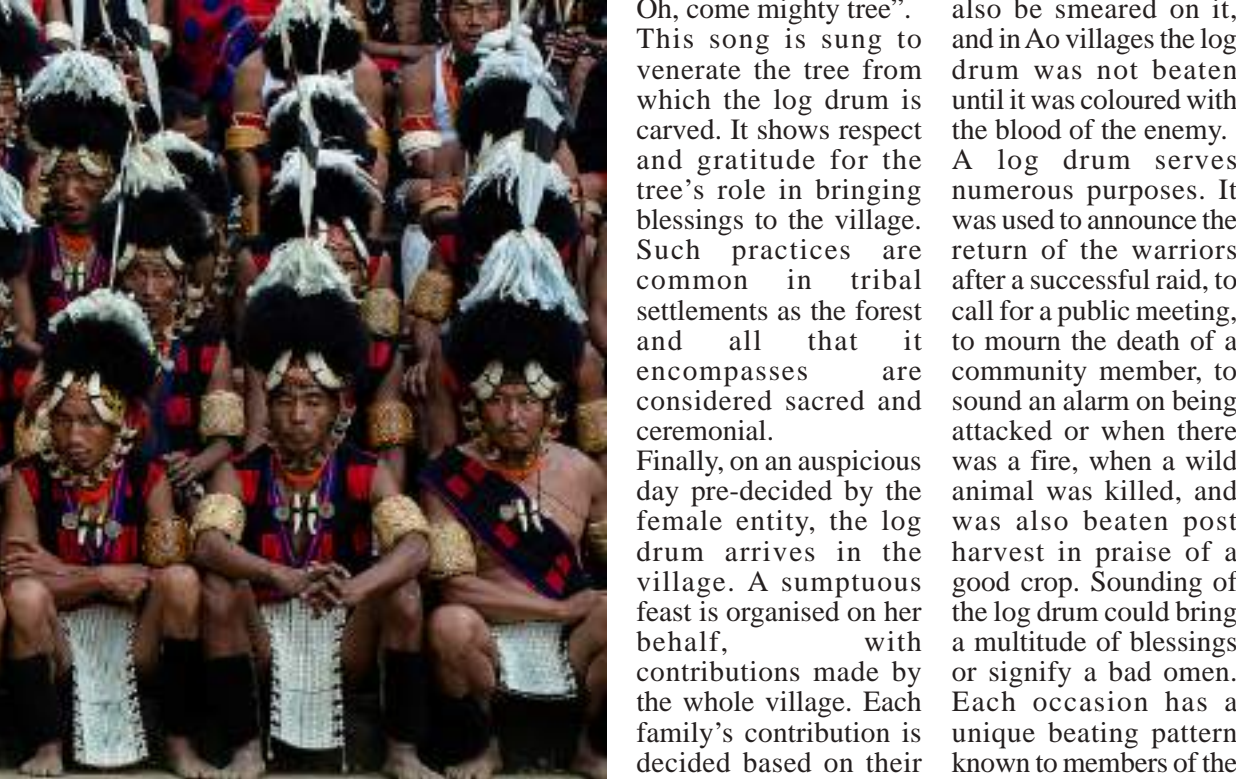 Oh, come mighty tree”.
This song is sung to
venerate the tree from
which the log drum is
carved. It shows respect
and gratitude for the
tree’s role in bringing
blessings to the village.
Such practices are
common in tribal
settlements as the forest
and all that it
encompasses are
considered sacred and
ceremonial.
Finally, on an auspicious
day pre-decided by the
female entity, the log
drum arrives in the
village. A sumptuous
feast is organised on her
behalf, with
contributions made by
the whole village. Each
family’s contribution is
decided based on their
also be smeared on it,
and in Ao villages the log
drum was not beaten
until it was coloured with
the blood of the enemy.
A log drum serves
numerous purposes. It
was used to announce the
return of the warriors
after a successful raid, to
call for a public meeting,
to mourn the death of a
community member, to
sound an alarm on being
attacked or when there
was a fire, when a wild
animal was killed, and
was also beaten post
harvest in praise of a
good crop. Sounding of
the log drum could bring
a multitude of blessings
or signify a bad omen.
Each occasion has a
unique beating pattern
known to members of the